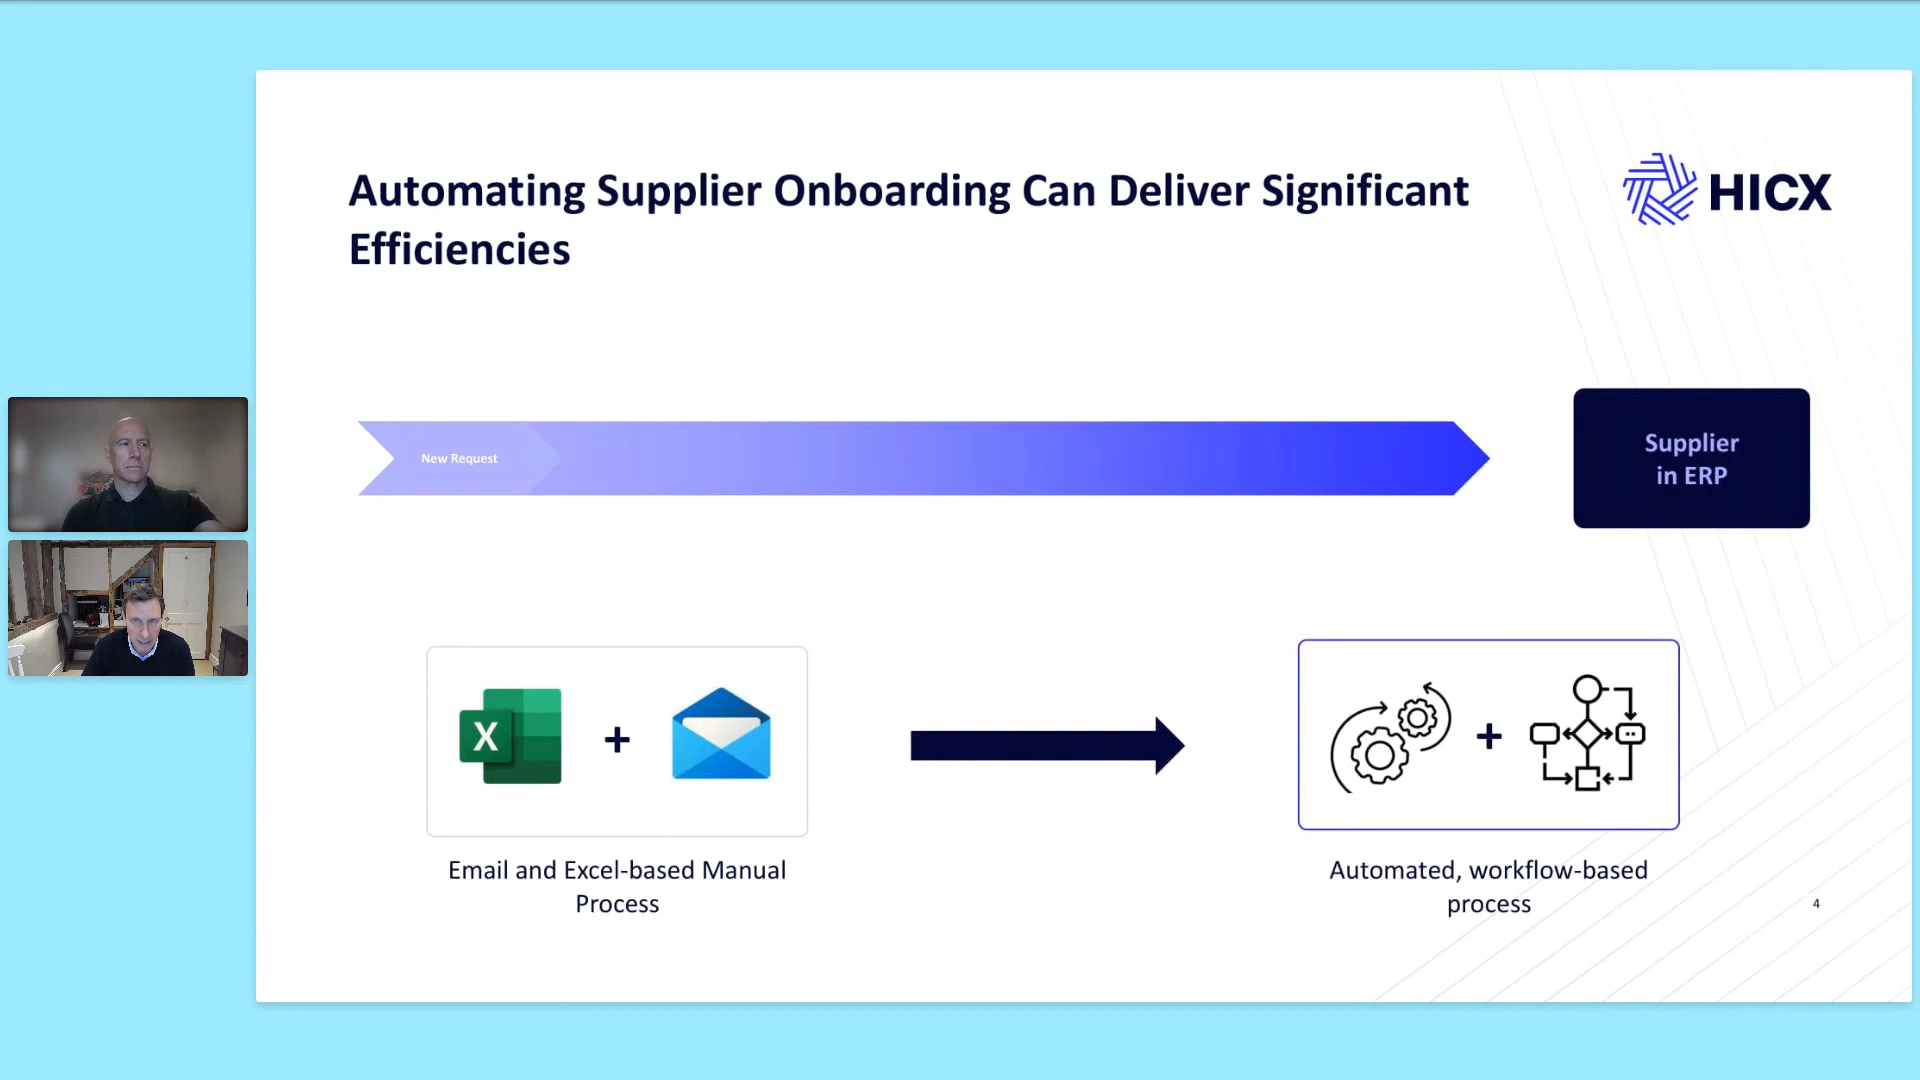 Automating Supplier Onboarding Can Deliver Significant
Efficiencies
HICX
New Request
Supplier
in ERP
X
+
+
Email and Excel-based Manual
Process
Automated, workflow-based
process
4